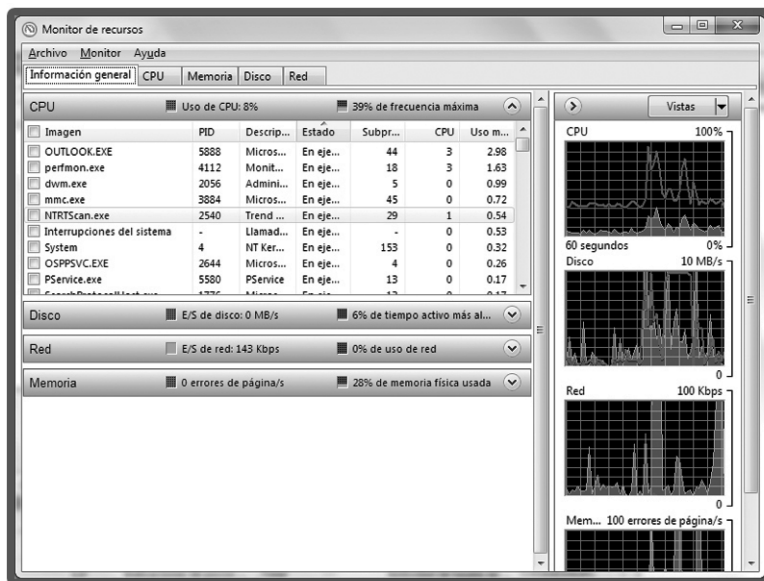 Monitor de recursos
Archivo Monitor Ayuda
Información general CPU Memoria Disco Red
CPU Uso de CPU: 8% 39% de frecuencia máxima
Imagen PID Descrip... Estado Subpr... CPU Uso m...
OUTLOOK.EXE 5888 Micros... En eje... 44 3 2.98
perfmon.exe 4112 Monit... En eje... 18 3 1.63
dwm.exe 2056 Admini... En eje... 5 0 0.99
mmc.exe 3884 Micros... En eje... 45 0 0.72
NTRTScan.exe 2540 Trend ... En eje... 29 1 0.54
Interrupciones del sistema - Llamad... En eje... - 0 0.53
System 4 NT Ker... En eje... 153 0 0.32
OSPPSVC.EXE 2644 Micros... En eje... 4 0 0.26
PService.exe 5580 PService En eje... 13 0 0.17
Disco E/S de disco: 0 MB/s 6% de tiempo activo más al...
Red E/S de red: 143 Kbps 0% de uso de red
Memoria 0 errores de página/s 28% de memoria física usada
Vistas
CPU 100%
60 segundos 0%
Disco 10 MB/s
0
Red 100 Kbps
0
Mem... 100 errores de página/s